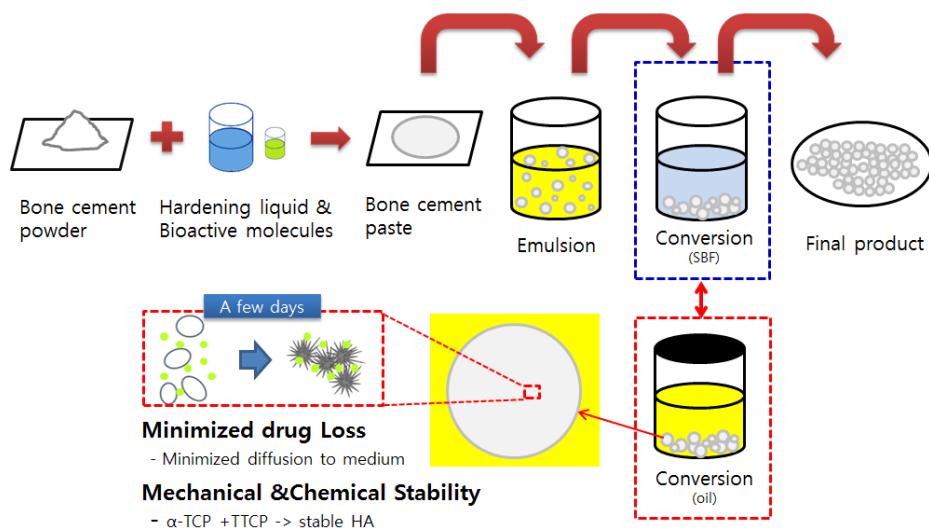 Bone cement
powder
Hardening liquid &
Bioactive molecules
Bone cement
paste
Emulsion
Conversion
(SBF)
Final product
A few days
Minimized drug Loss
- Minimized diffusion to medium
Mechanical &Chemical Stability
- α-TCP +TTCP -> stable HA
Conversion
(oil)